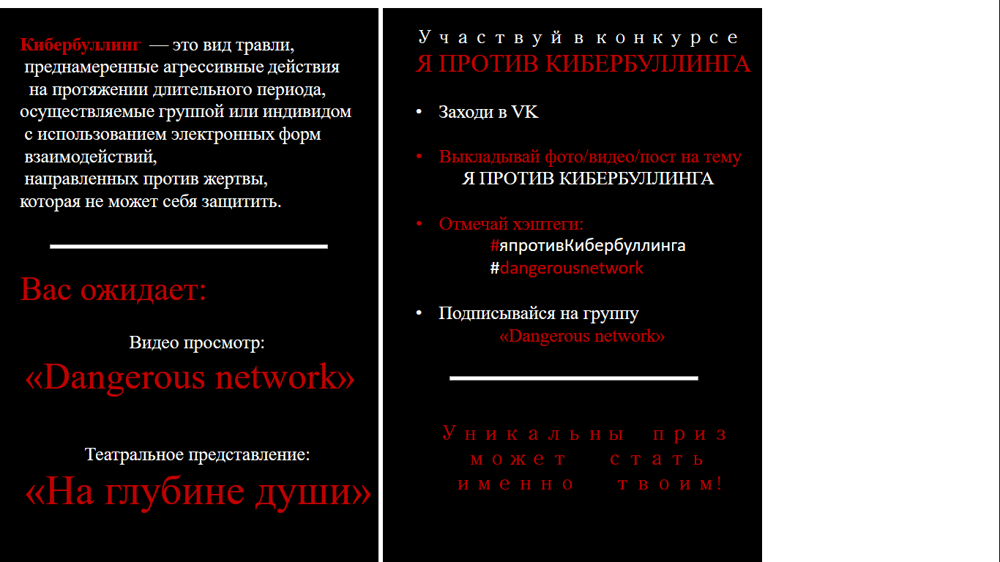 Кибербуллинг — это вид травли,
преднамеренные агрессивные действия
на протяжении длительного периода,
осуществляемые группой или индивидом
с использованием электронных форм
взаимодействий,
направленных против жертвы,
которая не может себя защитить.
Вас ожидает:
Видео просмотр:
«Dangerous network»
Театральное представление:
«На глубине души»
Участвуй в конкурсе
Я ПРОТИВ КИБЕРБУЛЛИНГА
• Заходи в VK
• Выкладывай фото/видео/пост на тему
Я ПРОТИВ КИБЕРБУЛЛИНГА
• Отмечай хэштеги:
#япротивКибербуллинга
#dangerousnetwork
• Подписывайся на группу
«Dangerous network»
Уникальны приз
может стать
именно твоим!